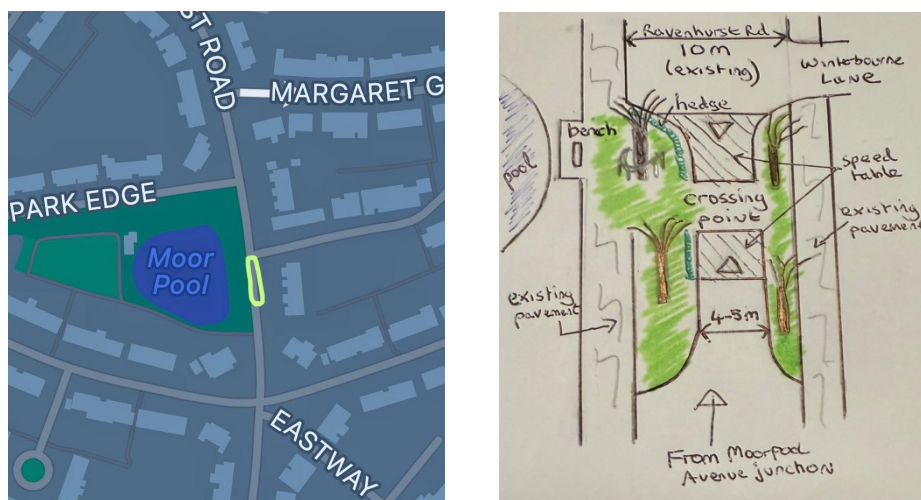 ST ROAD
MARGARET G
PARK EDGE
Moor
Pool
EASTWAY
Ravenhurst Rd
10m
(existing)
Winterbourne
Lane
hedge
bench
pool
speed
table
crossing
point
existing
pavement
existing
pavement
4-5m
From Moorpool
Avenue junction